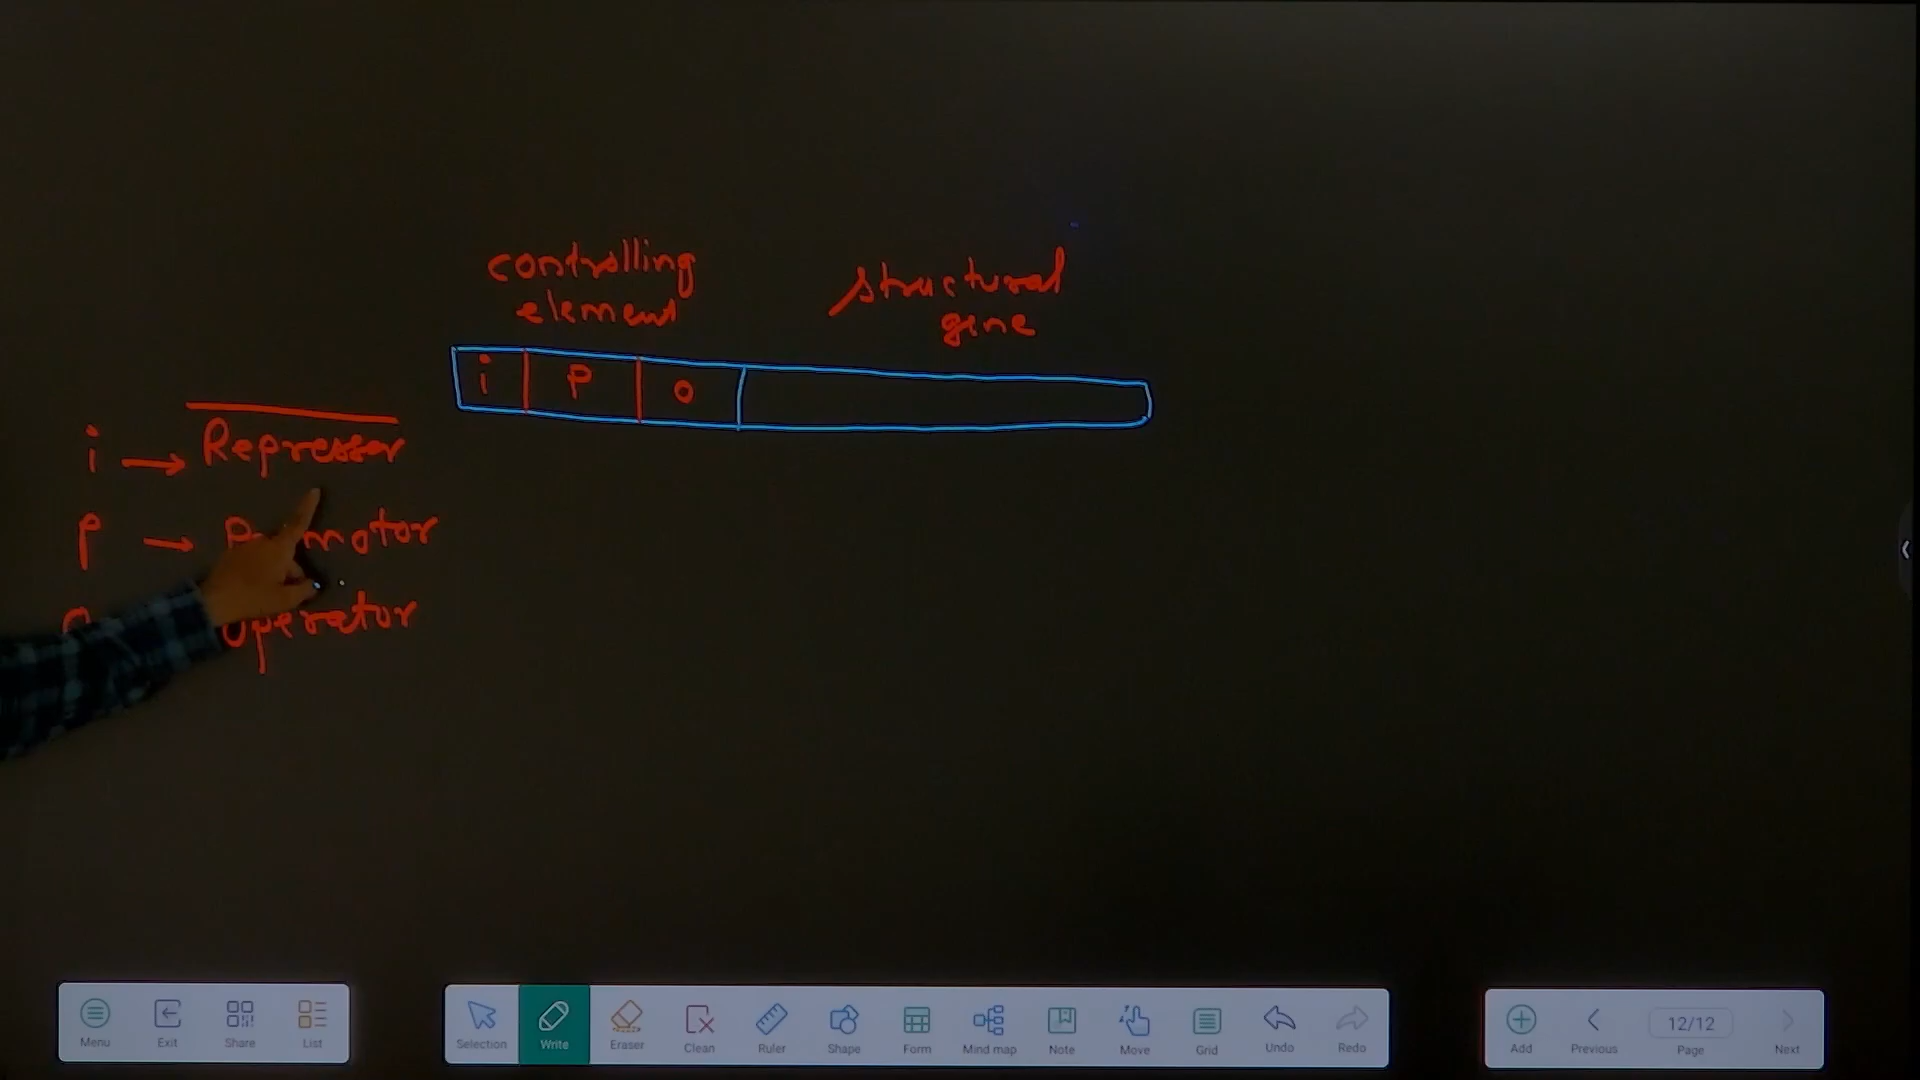 controlling
element
structural
gene
i P O
i → Repressor
P → Promotor
Operator
Menu Exit Share List
Selection Write Eraser Clean Ruler Shape Form Mind map Note Move Grid Undo Redo
Add Previous 12/12 Page Next